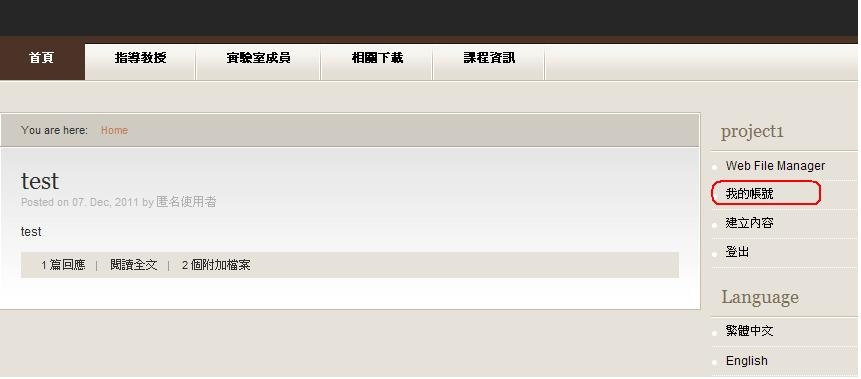 首頁 指導教授 實驗室成員 相關下載 課程資訊
You are here: Home
test
Posted on 07. Dec, 2011 by 匿名使用者
test
1 篇回應 | 閱讀全文 | 2 個附加檔案
project1
Web File Manager
我的帳號
建立內容
登出
Language
繁體中文
English